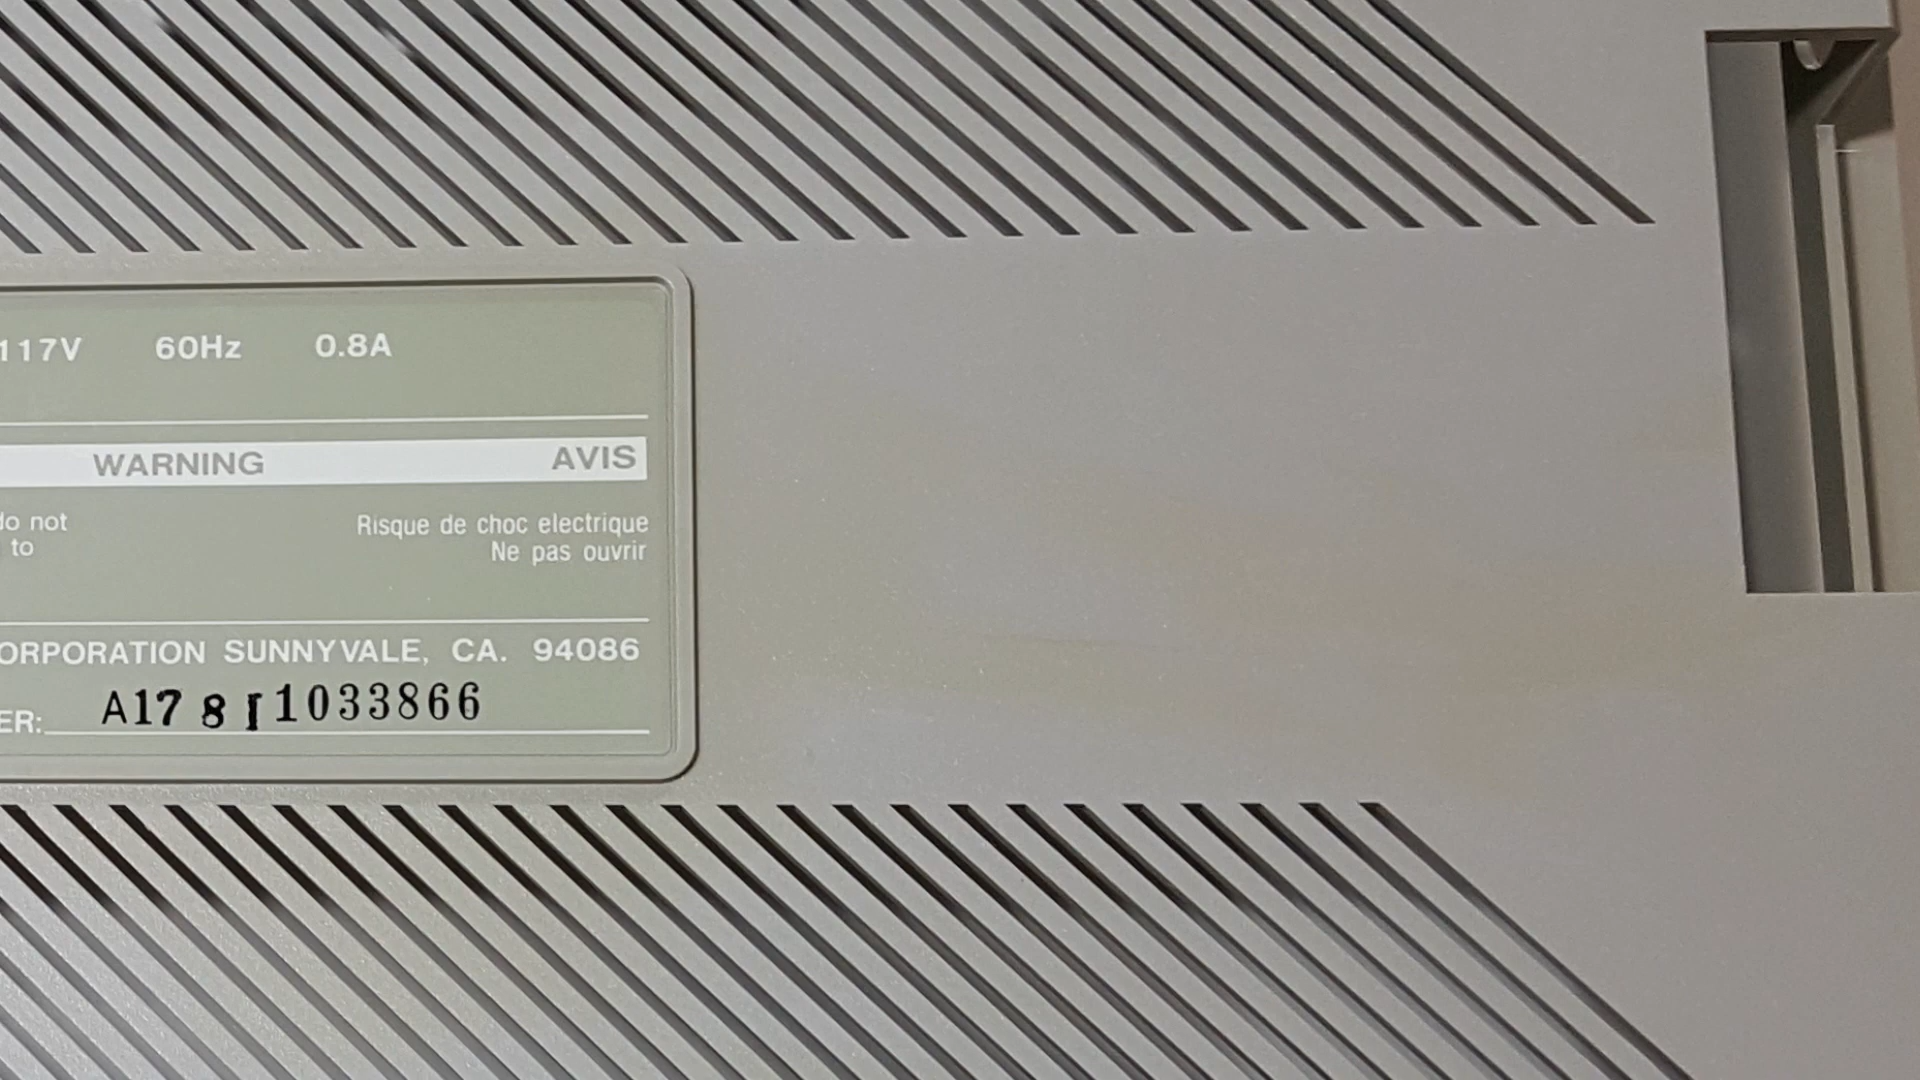 117V 60Hz 0.8A
WARNING AVIS
do not Risque de choc electrique
to Ne pas ouvrir
ORPORATION SUNNYVALE, CA. 94086
ER: A17 8 I 1033866